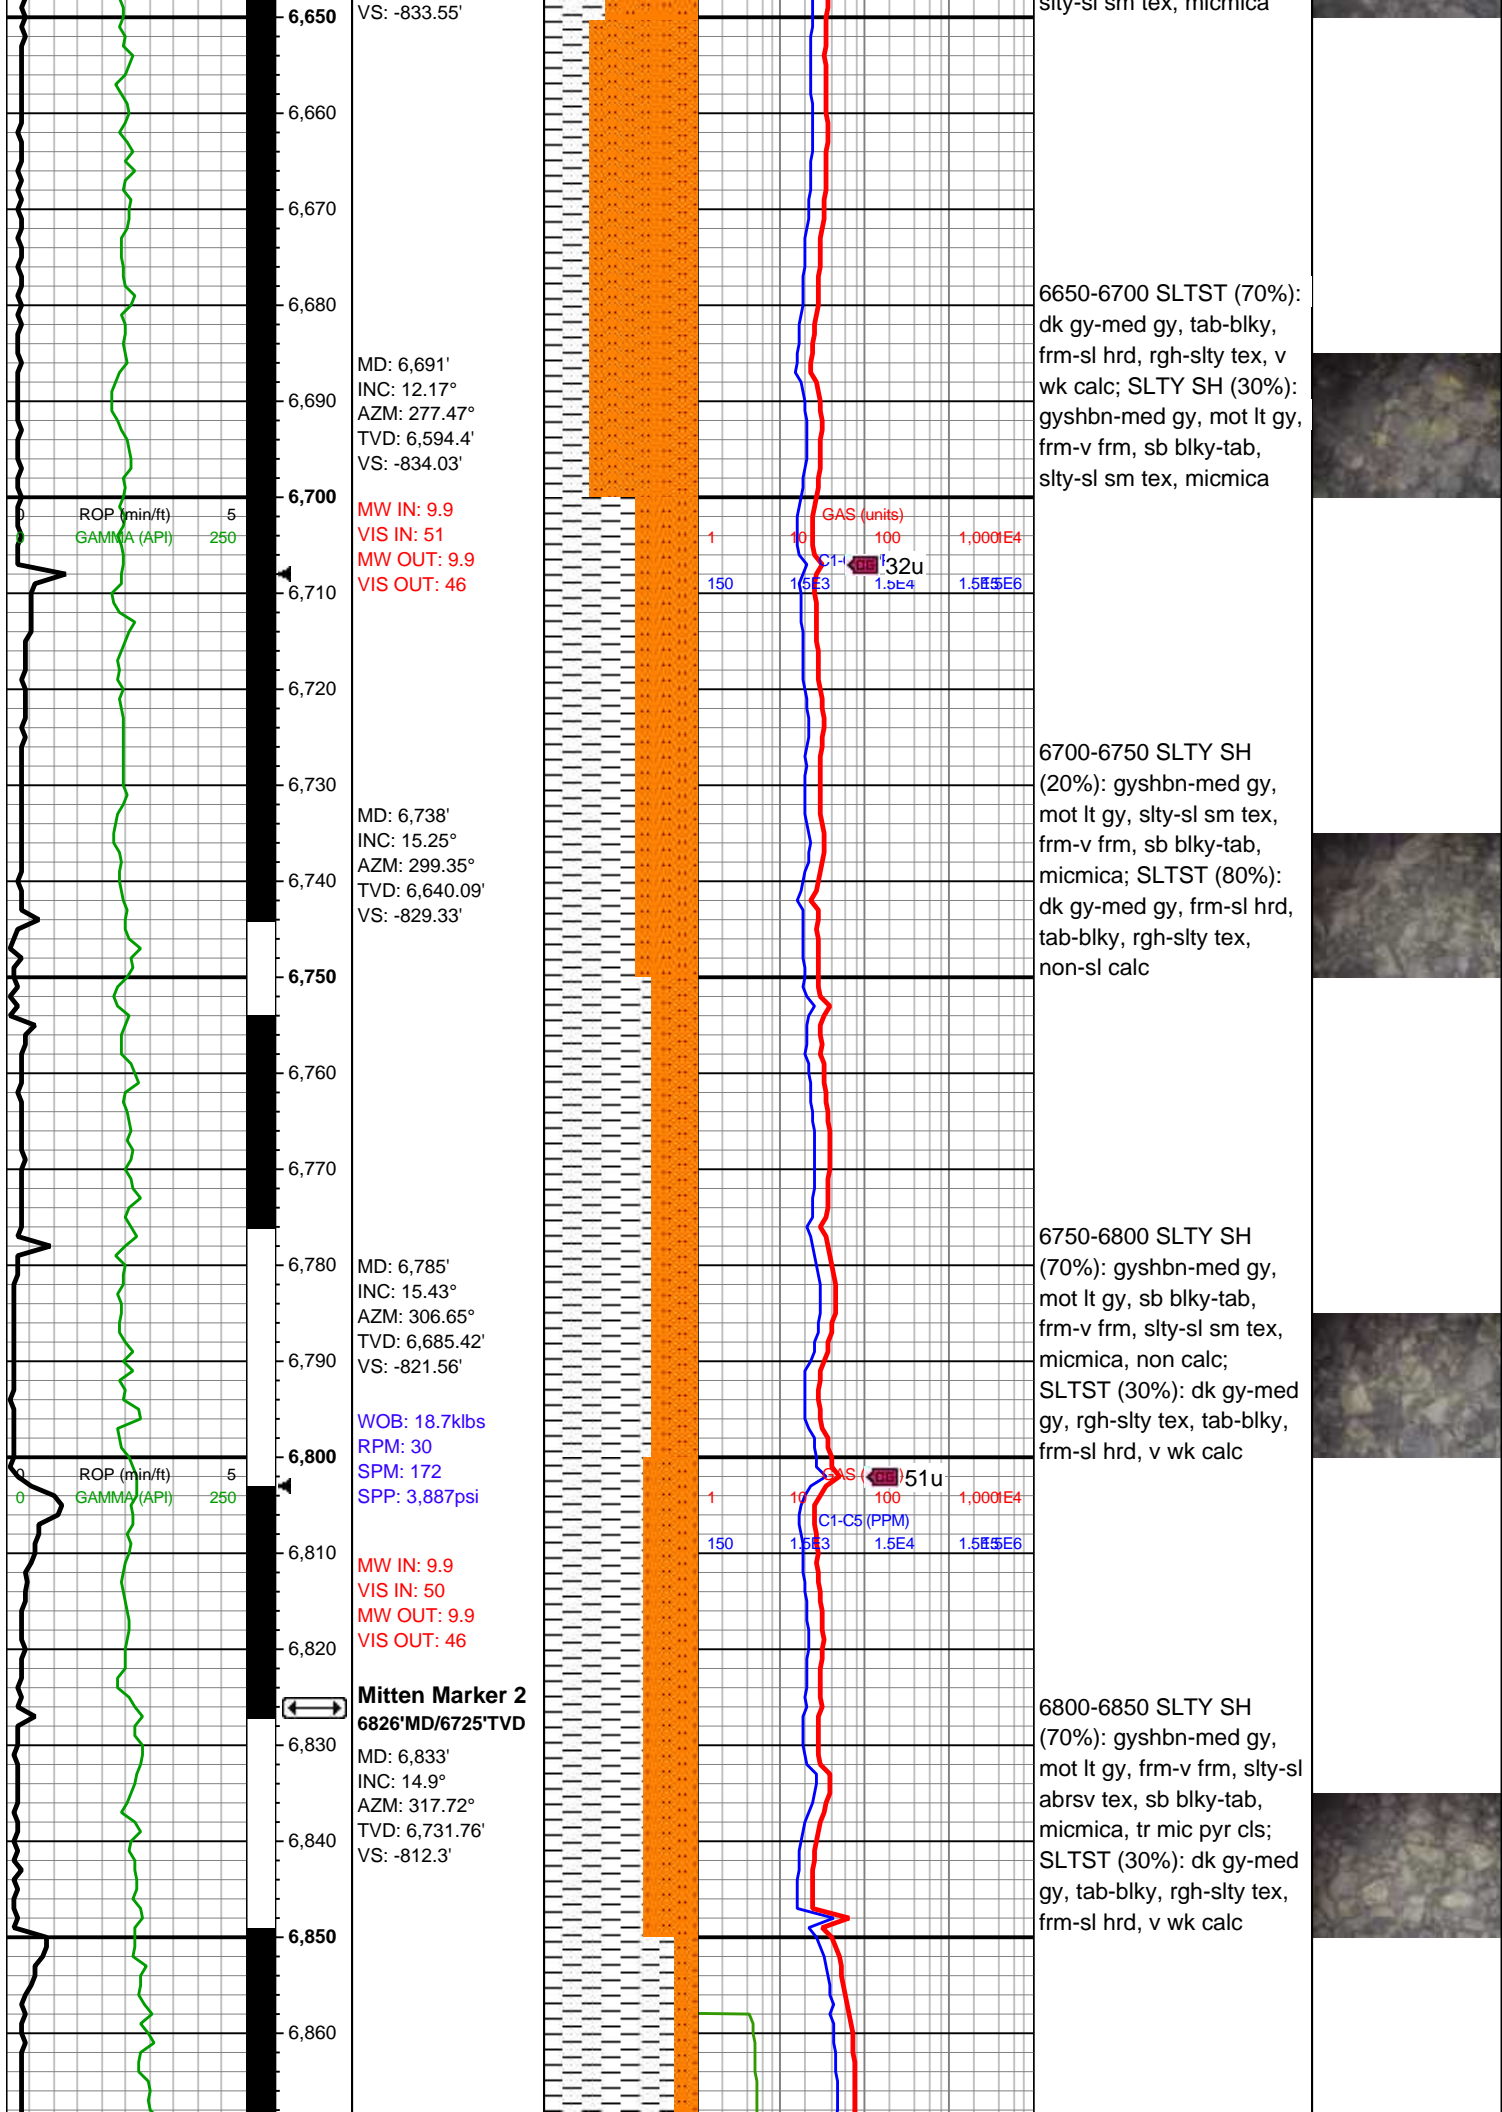 6,650
VS: -833.55'
slty-sl sm tex, micmica
6,660
6,670
6,680
6650-6700 SLTST (70%):
dk gy-med gy, tab-blky,
frm-sl hrd, rgh-slty tex, v
wk calc; SLTY SH (30%):
gyshbn-med gy, mot lt gy,
frm-v frm, sb blky-tab,
slty-sl sm tex, micmica
MD: 6,691'
INC: 12.17°
AZM: 277.47°
TVD: 6,594.4'
VS: -834.03'
6,690
6,700
MW IN: 9.9
VIS IN: 51
MW OUT: 9.9
VIS OUT: 46
0 ROP (min/ft) 5
0 GAMMA (API) 250
GAS (units)
1 10 100 1,000 1E4
32u
150 1.5E3 1.5E4 1.5E5 1.5E6
6,710
6,720
6,730
6700-6750 SLTY SH
(20%): gyshbn-med gy,
mot lt gy, slty-sl sm tex,
frm-v frm, sb blky-tab,
micmica; SLTST (80%):
dk gy-med gy, frm-sl hrd,
tab-blky, rgh-slty tex,
non-sl calc
MD: 6,738'
INC: 15.25°
AZM: 299.35°
TVD: 6,640.09'
VS: -829.33'
6,740
6,750
6,760
6,770
6,780
6750-6800 SLTY SH
(70%): gyshbn-med gy,
mot lt gy, sb blky-tab,
frm-v frm, slty-sl sm tex,
micmica, non calc;
SLTST (30%): dk gy-med
gy, rgh-slty tex, tab-blky,
frm-sl hrd, v wk calc
MD: 6,785'
INC: 15.43°
AZM: 306.65°
TVD: 6,685.42'
VS: -821.56'
6,790
WOB: 18.7klbs
RPM: 30
SPM: 172
SPP: 3,887psi
6,800
0 ROP (min/ft) 5
0 GAMMA (API) 250
51u
1 10 100 1,000 1E4
C1-C5 (PPM)
150 1.5E3 1.5E4 1.5E5 1.5E6
6,810
MW IN: 9.9
VIS IN: 50
MW OUT: 9.9
VIS OUT: 46
6,820
Mitten Marker 2
6826'MD/6725'TVD
6,830
MD: 6,833'
INC: 14.9°
AZM: 317.72°
TVD: 6,731.76'
VS: -812.3'
6800-6850 SLTY SH
(70%): gyshbn-med gy,
mot lt gy, frm-v frm, slty-sl
abrsv tex, sb blky-tab,
micmica, tr mic pyr cls;
SLTST (30%): dk gy-med
gy, tab-blky, rgh-slty tex,
frm-sl hrd, v wk calc
6,840
6,850
6,860